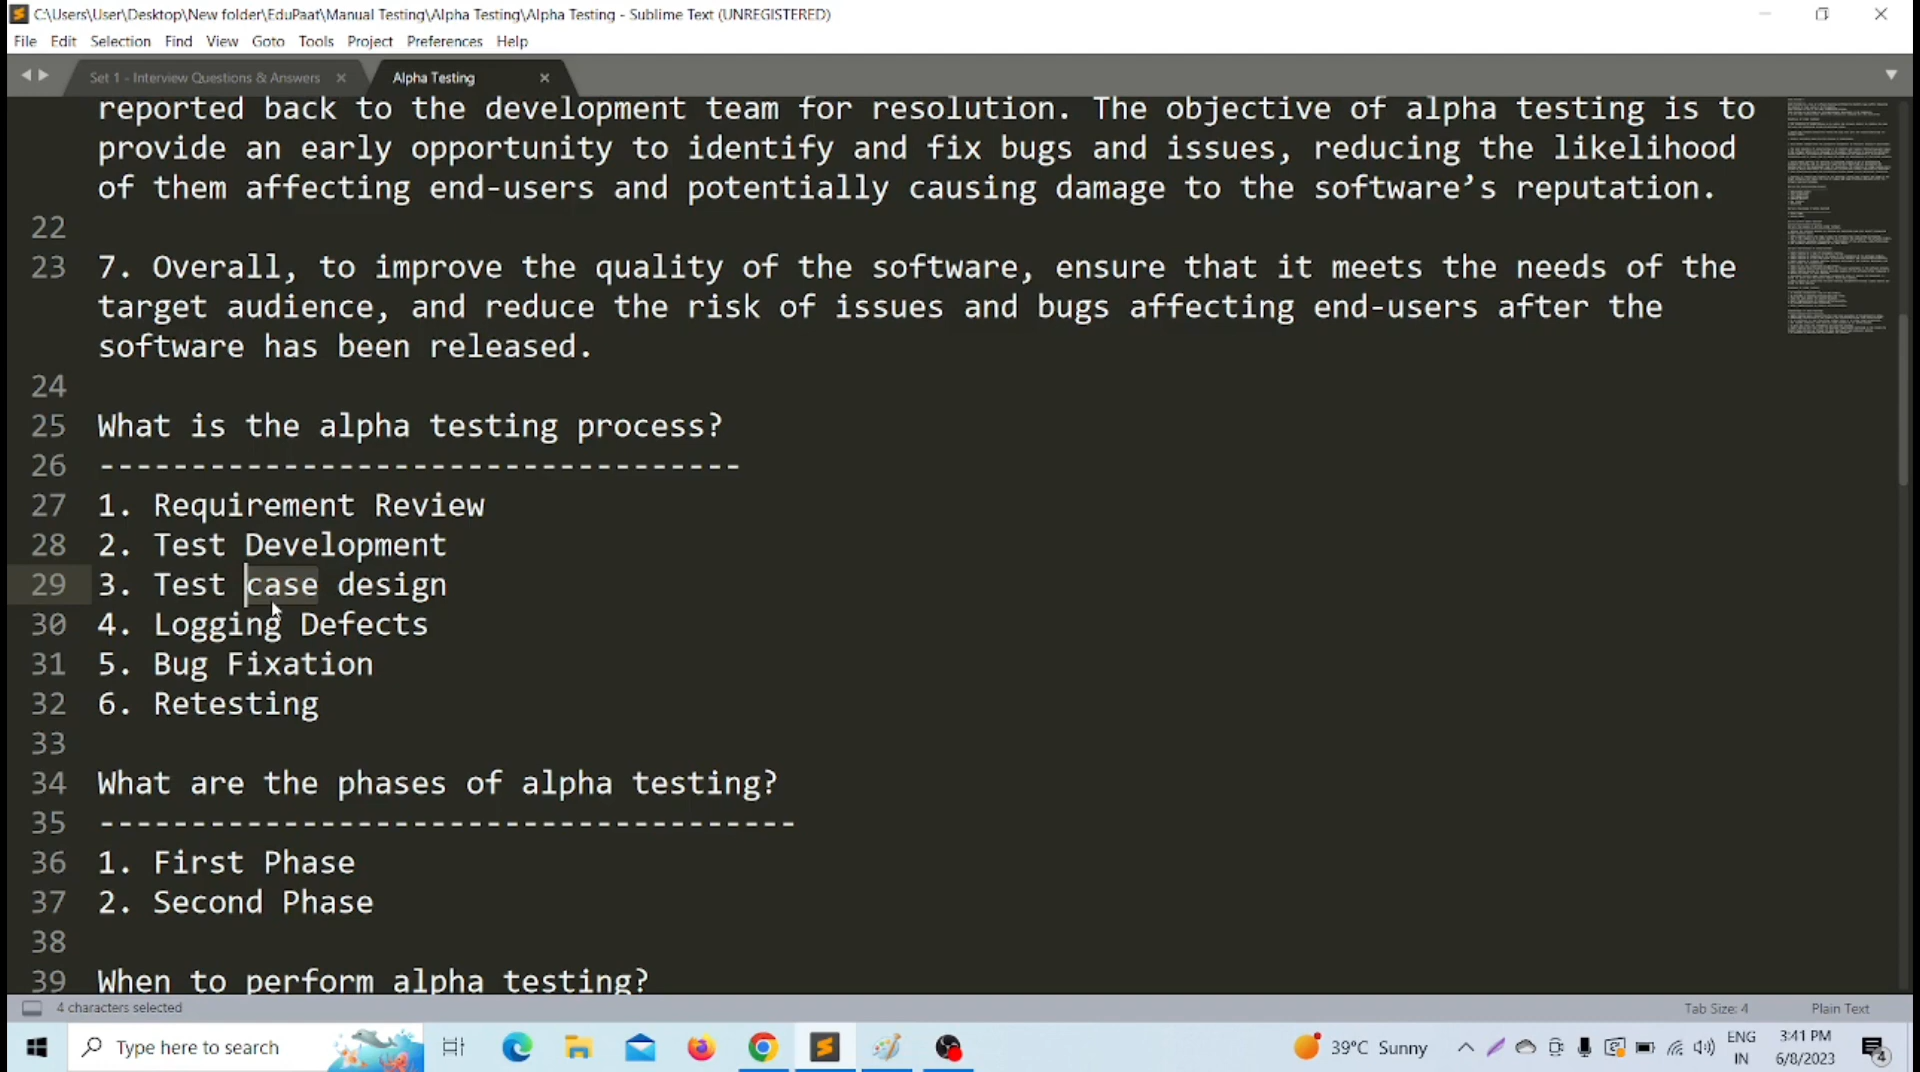 C:\Users\User\Desktop\New folder\EduPaat\Manual Testing\Alpha Testing\Alpha Testing - Sublime Text (UNREGISTERED)
File Edit Selection Find View Goto Tools Project Preferences Help
Set 1 - Interview Questions & Answers
Alpha Testing
reported back to the development team for resolution. The objective of alpha testing is to
provide an early opportunity to identify and fix bugs and issues, reducing the likelihood
of them affecting end-users and potentially causing damage to the software’s reputation.
22
23 7. Overall, to improve the quality of the software, ensure that it meets the needs of the
target audience, and reduce the risk of issues and bugs affecting end-users after the
software has been released.
24
25 What is the alpha testing process?
26 -----------------------------------
27 1. Requirement Review
28 2. Test Development
29 3. Test case design
30 4. Logging Defects
31 5. Bug Fixation
32 6. Retesting
33
34 What are the phases of alpha testing?
35 --------------------------------------
36 1. First Phase
37 2. Second Phase
38
39 When to perform alpha testing?
4 characters selected
Tab Size: 4
Plain Text
Type here to search
39°C Sunny
ENG
IN
3:41 PM
6/8/2023
4